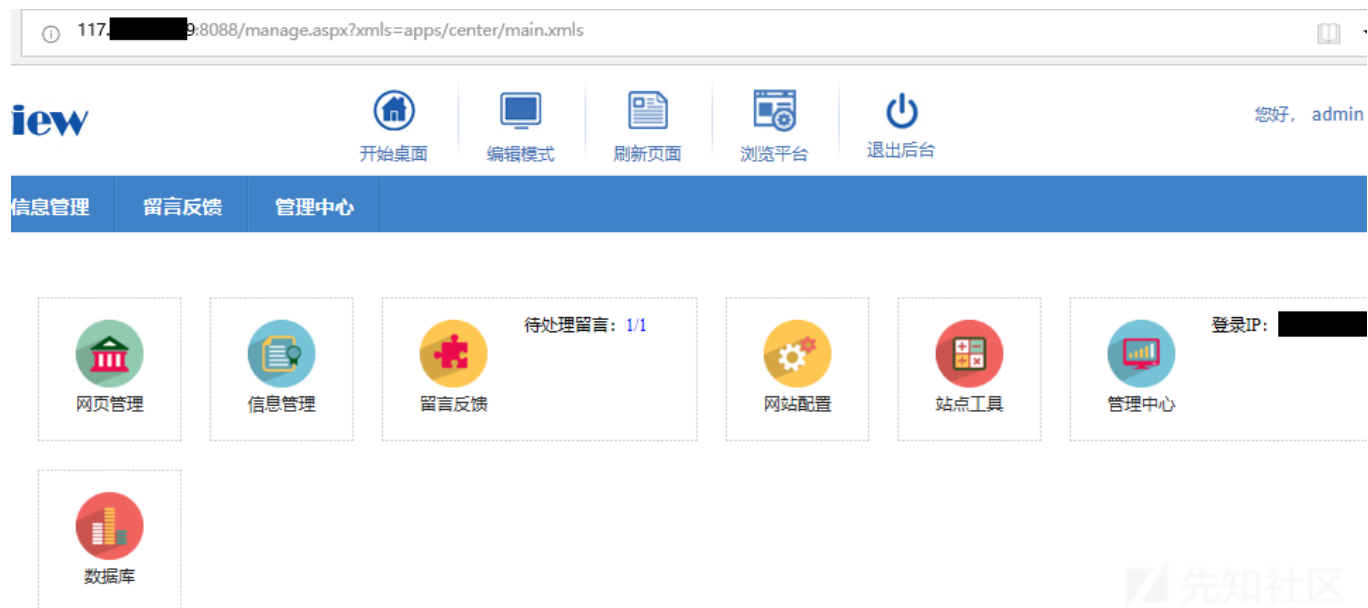 117. 9:8088/manage.aspx?xmls=apps/center/main.xmls
iew
开始桌面 编辑模式 刷新页面 浏览平台 退出后台
您好, admin
信息管理 留言反馈 管理中心
待处理留言：1/1
登录IP：
网页管理 信息管理 留言反馈 网站配置 站点工具 管理中心
数据库
先知社区